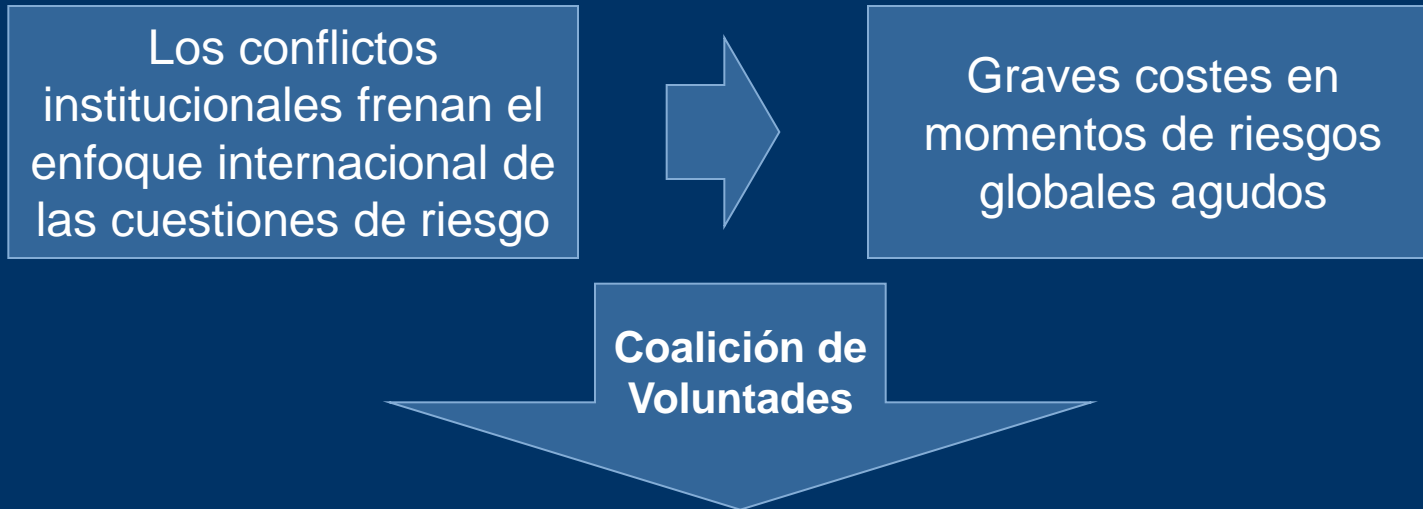 Los conflictos
institucionales frenan el
enfoque internacional de
las cuestiones de riesgo
Graves costes en
momentos de riesgos
globales agudos
Coalición de
Voluntades